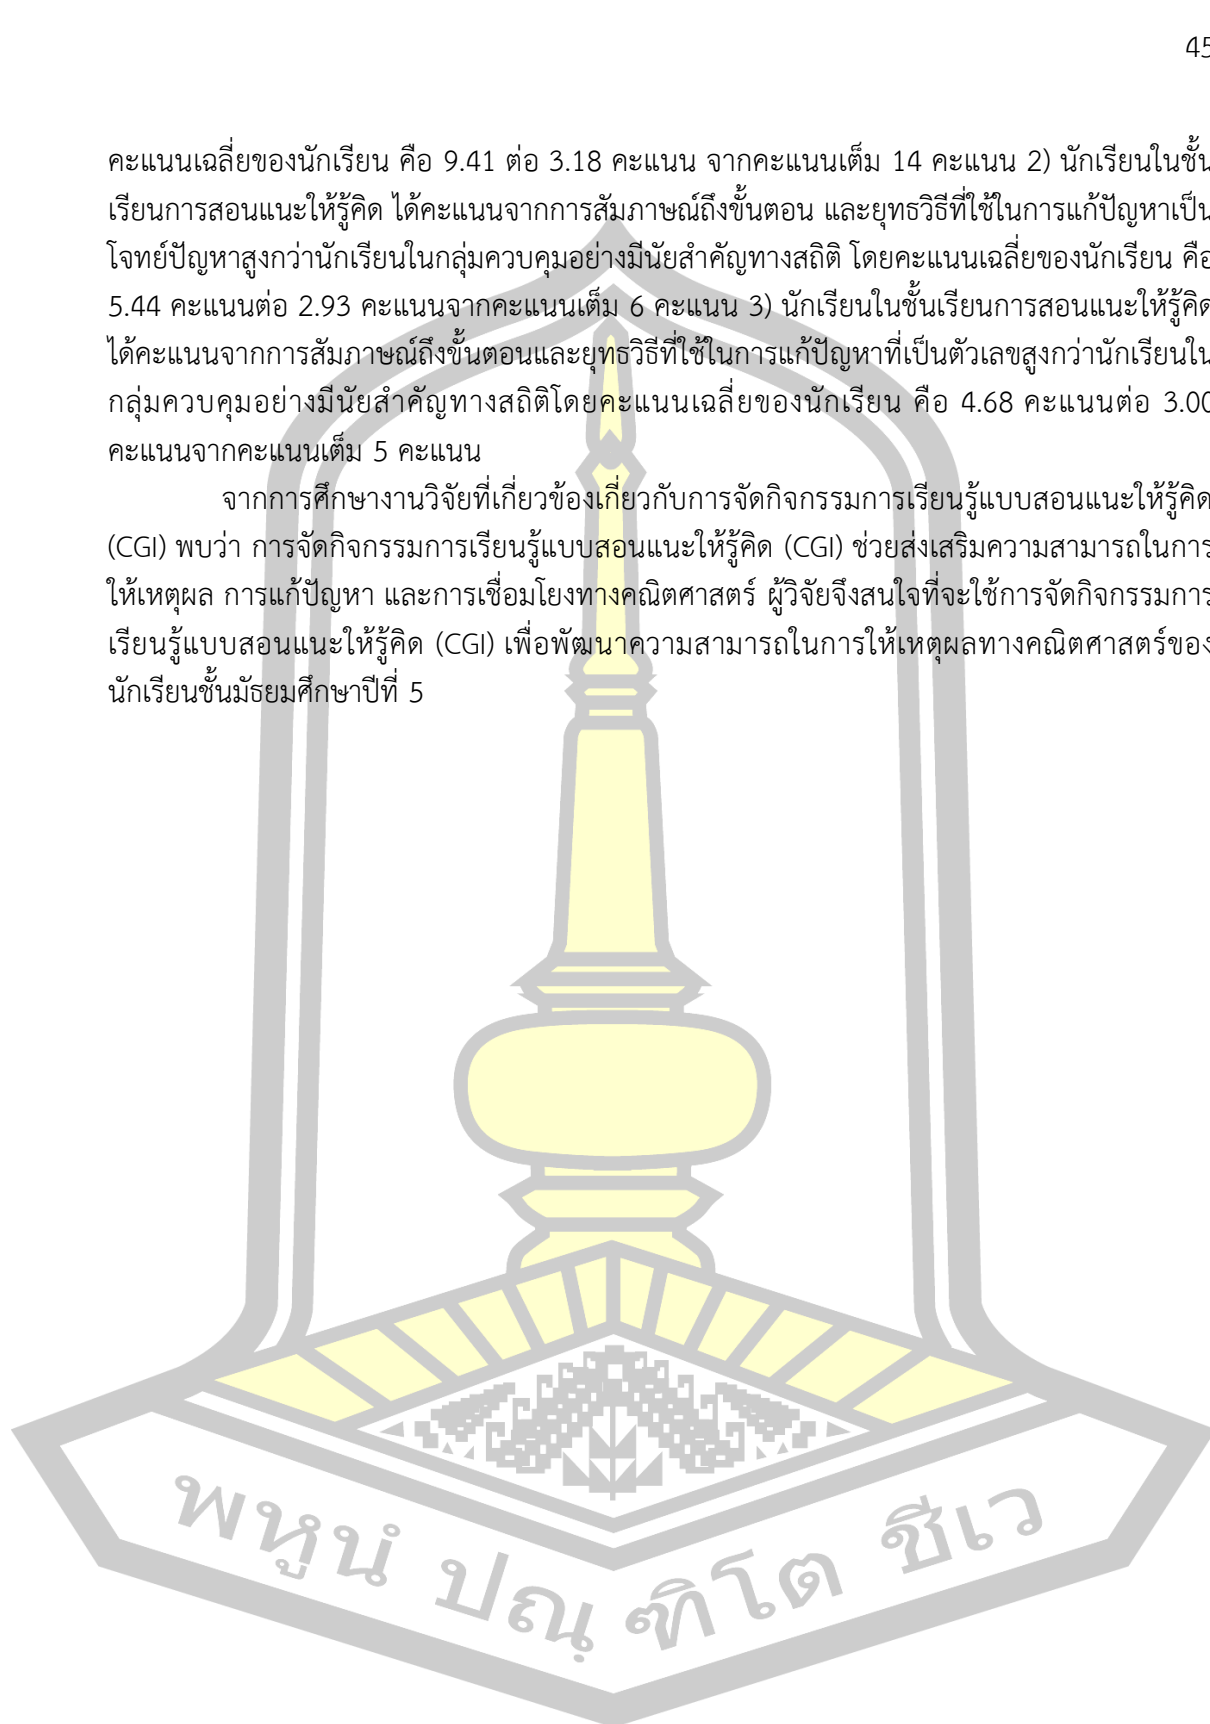 45
คะแนนเฉลี่ยของนักเรียน คือ 9.41 ต่อ 3.18 คะแนน จากคะแนนเต็ม 14 คะแนน 2) นักเรียนในชั้น
เรียนการสอนแนะให้รู้คิด ได้คะแนนจากการสัมภาษณ์ถึงขั้นตอน และยุทธวิธีที่ใช้ในการแก้ปัญหาเป็น
โจทย์ปัญหาสูงกว่านักเรียนในกลุ่มควบคุมอย่างมีนัยสำคัญทางสถิติ โดยคะแนนเฉลี่ยของนักเรียน คือ
5.44 คะแนนต่อ 2.93 คะแนนจากคะแนนเต็ม 6 คะแนน 3) นักเรียนในชั้นเรียนการสอนแนะให้รู้คิด
ได้คะแนนจากการสัมภาษณ์ถึงขั้นตอนและยุทธวิธีที่ใช้ในการแก้ปัญหาที่เป็นตัวเลขสูงกว่านักเรียนใน
กลุ่มควบคุมอย่างมีนัยสำคัญทางสถิติโดยคะแนนเฉลี่ยของนักเรียน คือ 4.68 คะแนนต่อ 3.00
คะแนนจากคะแนนเต็ม 5 คะแนน
จากการศึกษางานวิจัยที่เกี่ยวข้องเกี่ยวกับการจัดกิจกรรมการเรียนรู้แบบสอนแนะให้รู้คิด
(CGI) พบว่า การจัดกิจกรรมการเรียนรู้แบบสอนแนะให้รู้คิด (CGI) ช่วยส่งเสริมความสามารถในการ
ให้เหตุผล การแก้ปัญหา และการเชื่อมโยงทางคณิตศาสตร์ ผู้วิจัยจึงสนใจที่จะใช้การจัดกิจกรรมการ
เรียนรู้แบบสอนแนะให้รู้คิด (CGI) เพื่อพัฒนาความสามารถในการให้เหตุผลทางคณิตศาสตร์ของ
นักเรียนชั้นมัธยมศึกษาปีที่ 5
พหูนํ ปณฺฑิโต ชีเว